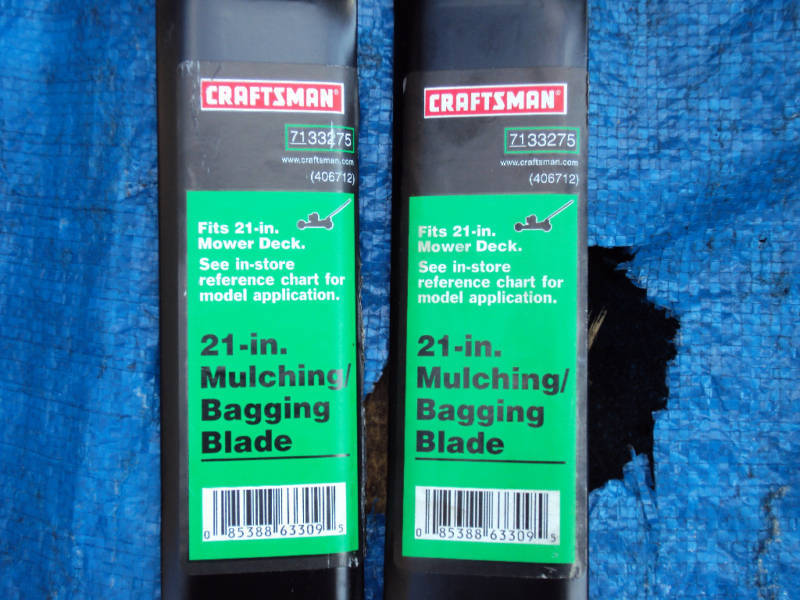 CRAFTSMAN®
7133275
www.craftsman.com
(406712)
Fits 21-in.
Mower Deck.
See in-store
reference chart for
model application.
21-in.
Mulching/
Bagging
Blade
0 85388 63309 5
CRAFTSMAN®
7133275
www.craftsman.com
(406712)
Fits 21-in.
Mower Deck.
See in-store
reference chart for
model application.
21-in.
Mulching/
Bagging
Blade
0 85388 63309 5